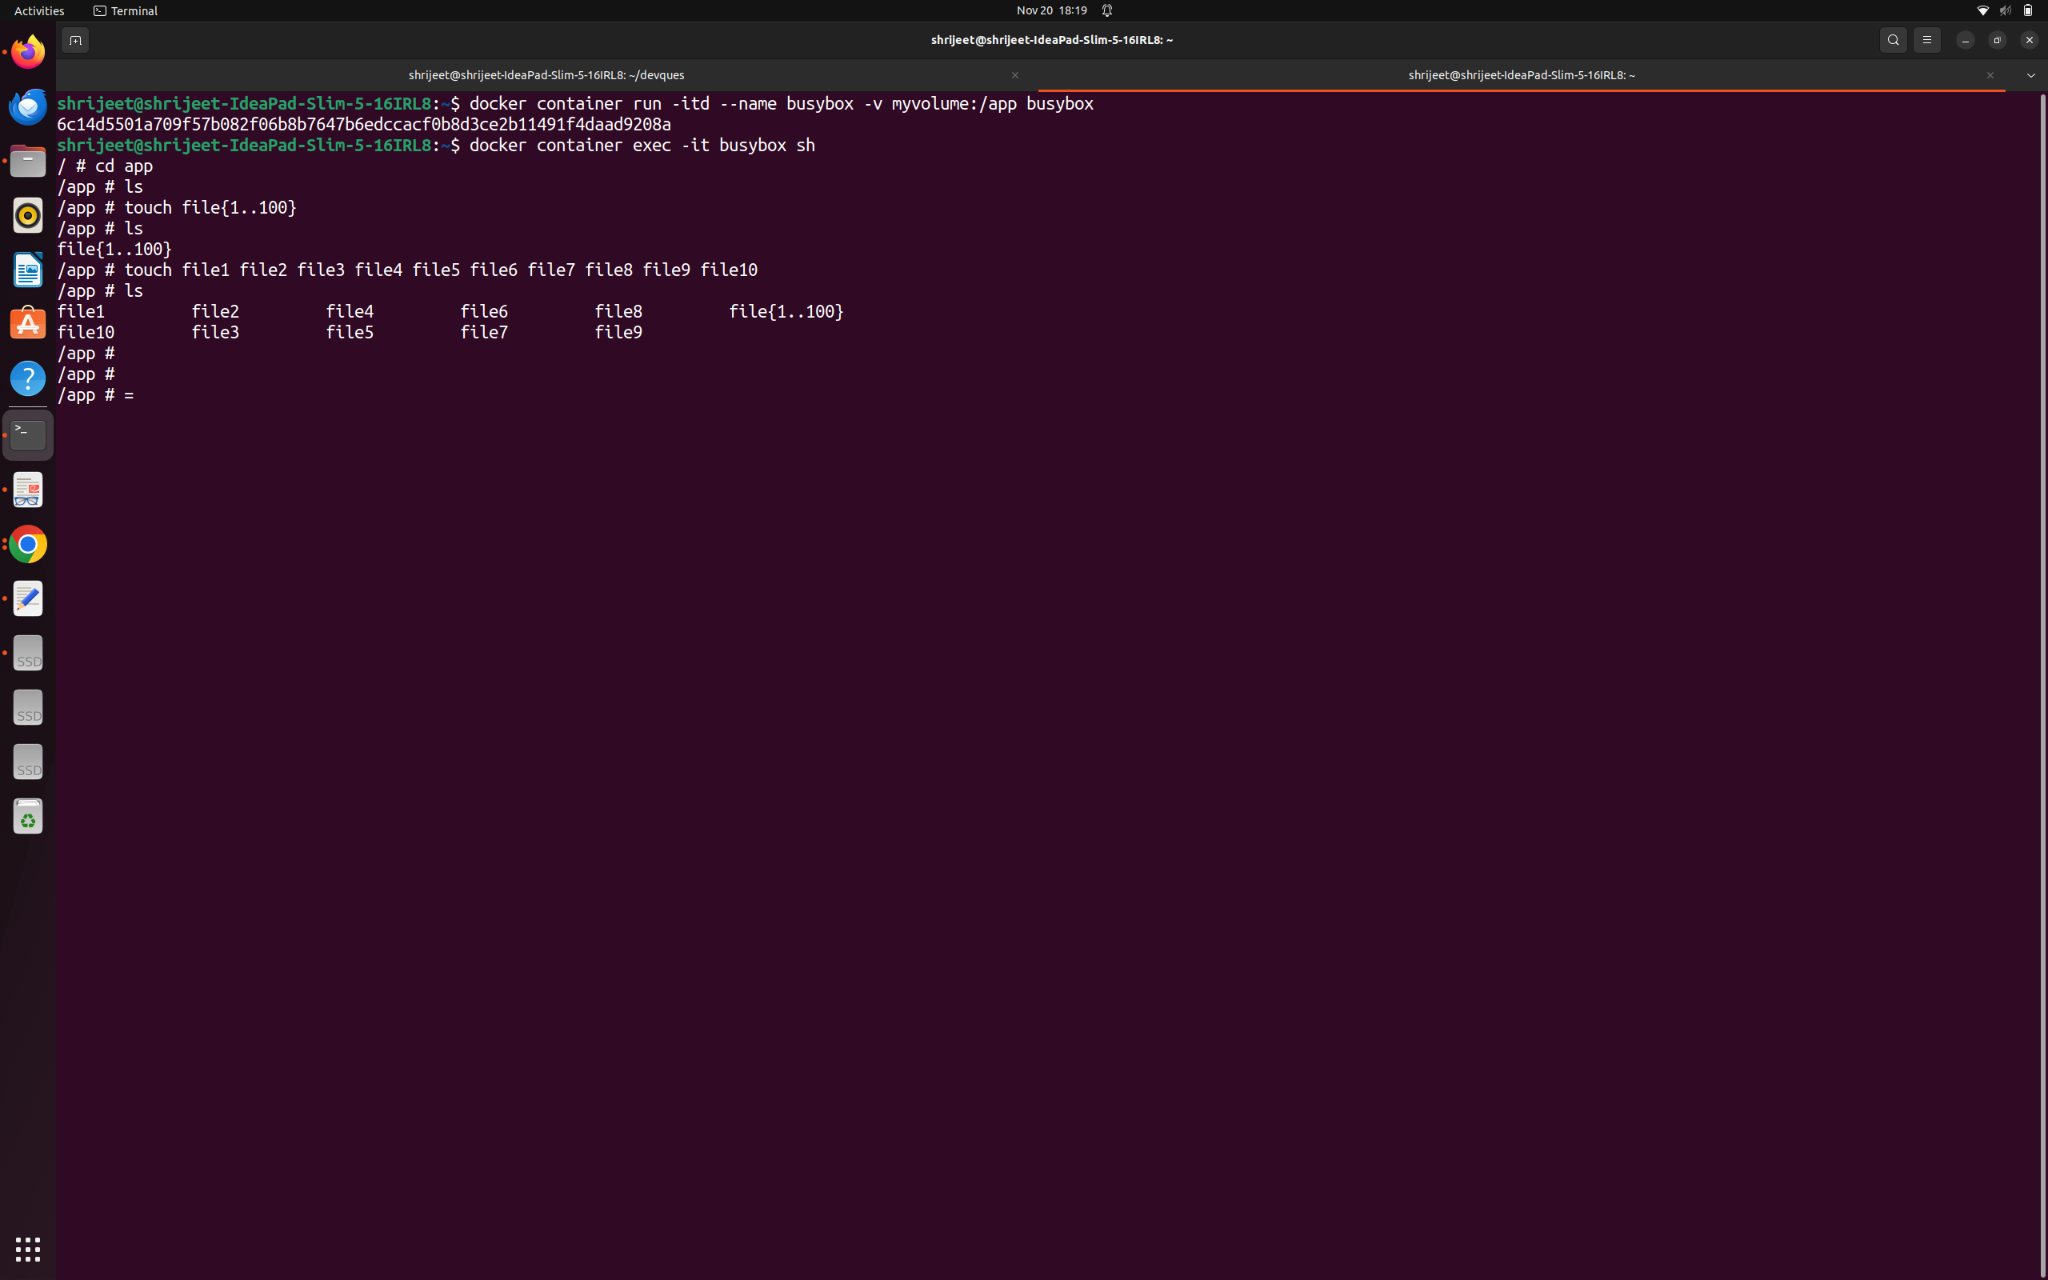 Activities Terminal Nov 20 18:19
shrijeet@shrijeet-IdeaPad-Slim-5-16IRL8: ~
shrijeet@shrijeet-IdeaPad-Slim-5-16IRL8: ~/devques shrijeet@shrijeet-IdeaPad-Slim-5-16IRL8: ~
shrijeet@shrijeet-IdeaPad-Slim-5-16IRL8:~$ docker container run -itd --name busybox -v myvolume:/app busybox
6c14d5501a709f57b082f06b8b7647b6edccacf0b8d3ce2b11491f4daad9208a
shrijeet@shrijeet-IdeaPad-Slim-5-16IRL8:~$ docker container exec -it busybox sh
/ # cd app
/app # ls
/app # touch file{1..100}
/app # ls
file{1..100}
/app # touch file1 file2 file3 file4 file5 file6 file7 file8 file9 file10
/app # ls
file1 file2 file4 file6 file8 file{1..100}
file10 file3 file5 file7 file9
/app #
/app #
/app # =
SSD
SSD
SSD